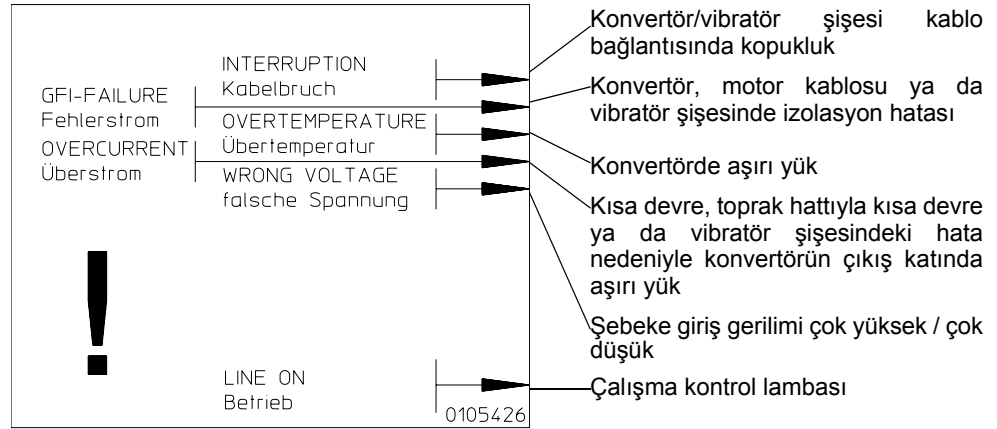 INTERRUPTION
Kabelbruch
GFI-FAILURE
Fehlerstrom
OVERTEMPERATURE
Übertemperatur
OVERCURRENT
Überstrom
WRONG VOLTAGE
falsche Spannung
!
LINE ON
Betrieb
0105426
Konvertör/vibratör şişesi kablo
bağlantısında kopukluk
Konvertör, motor kablosu ya da
vibratör şişesinde izolasyon hatası
Konvertörde aşırı yük
Kısa devre, toprak hattıyla kısa devre
ya da vibratör şişesindeki hata
nedeniyle konvertörün çıkış katında
aşırı yük
Şebeke giriş gerilimi çok yüksek / çok
düşük
Çalışma kontrol lambası